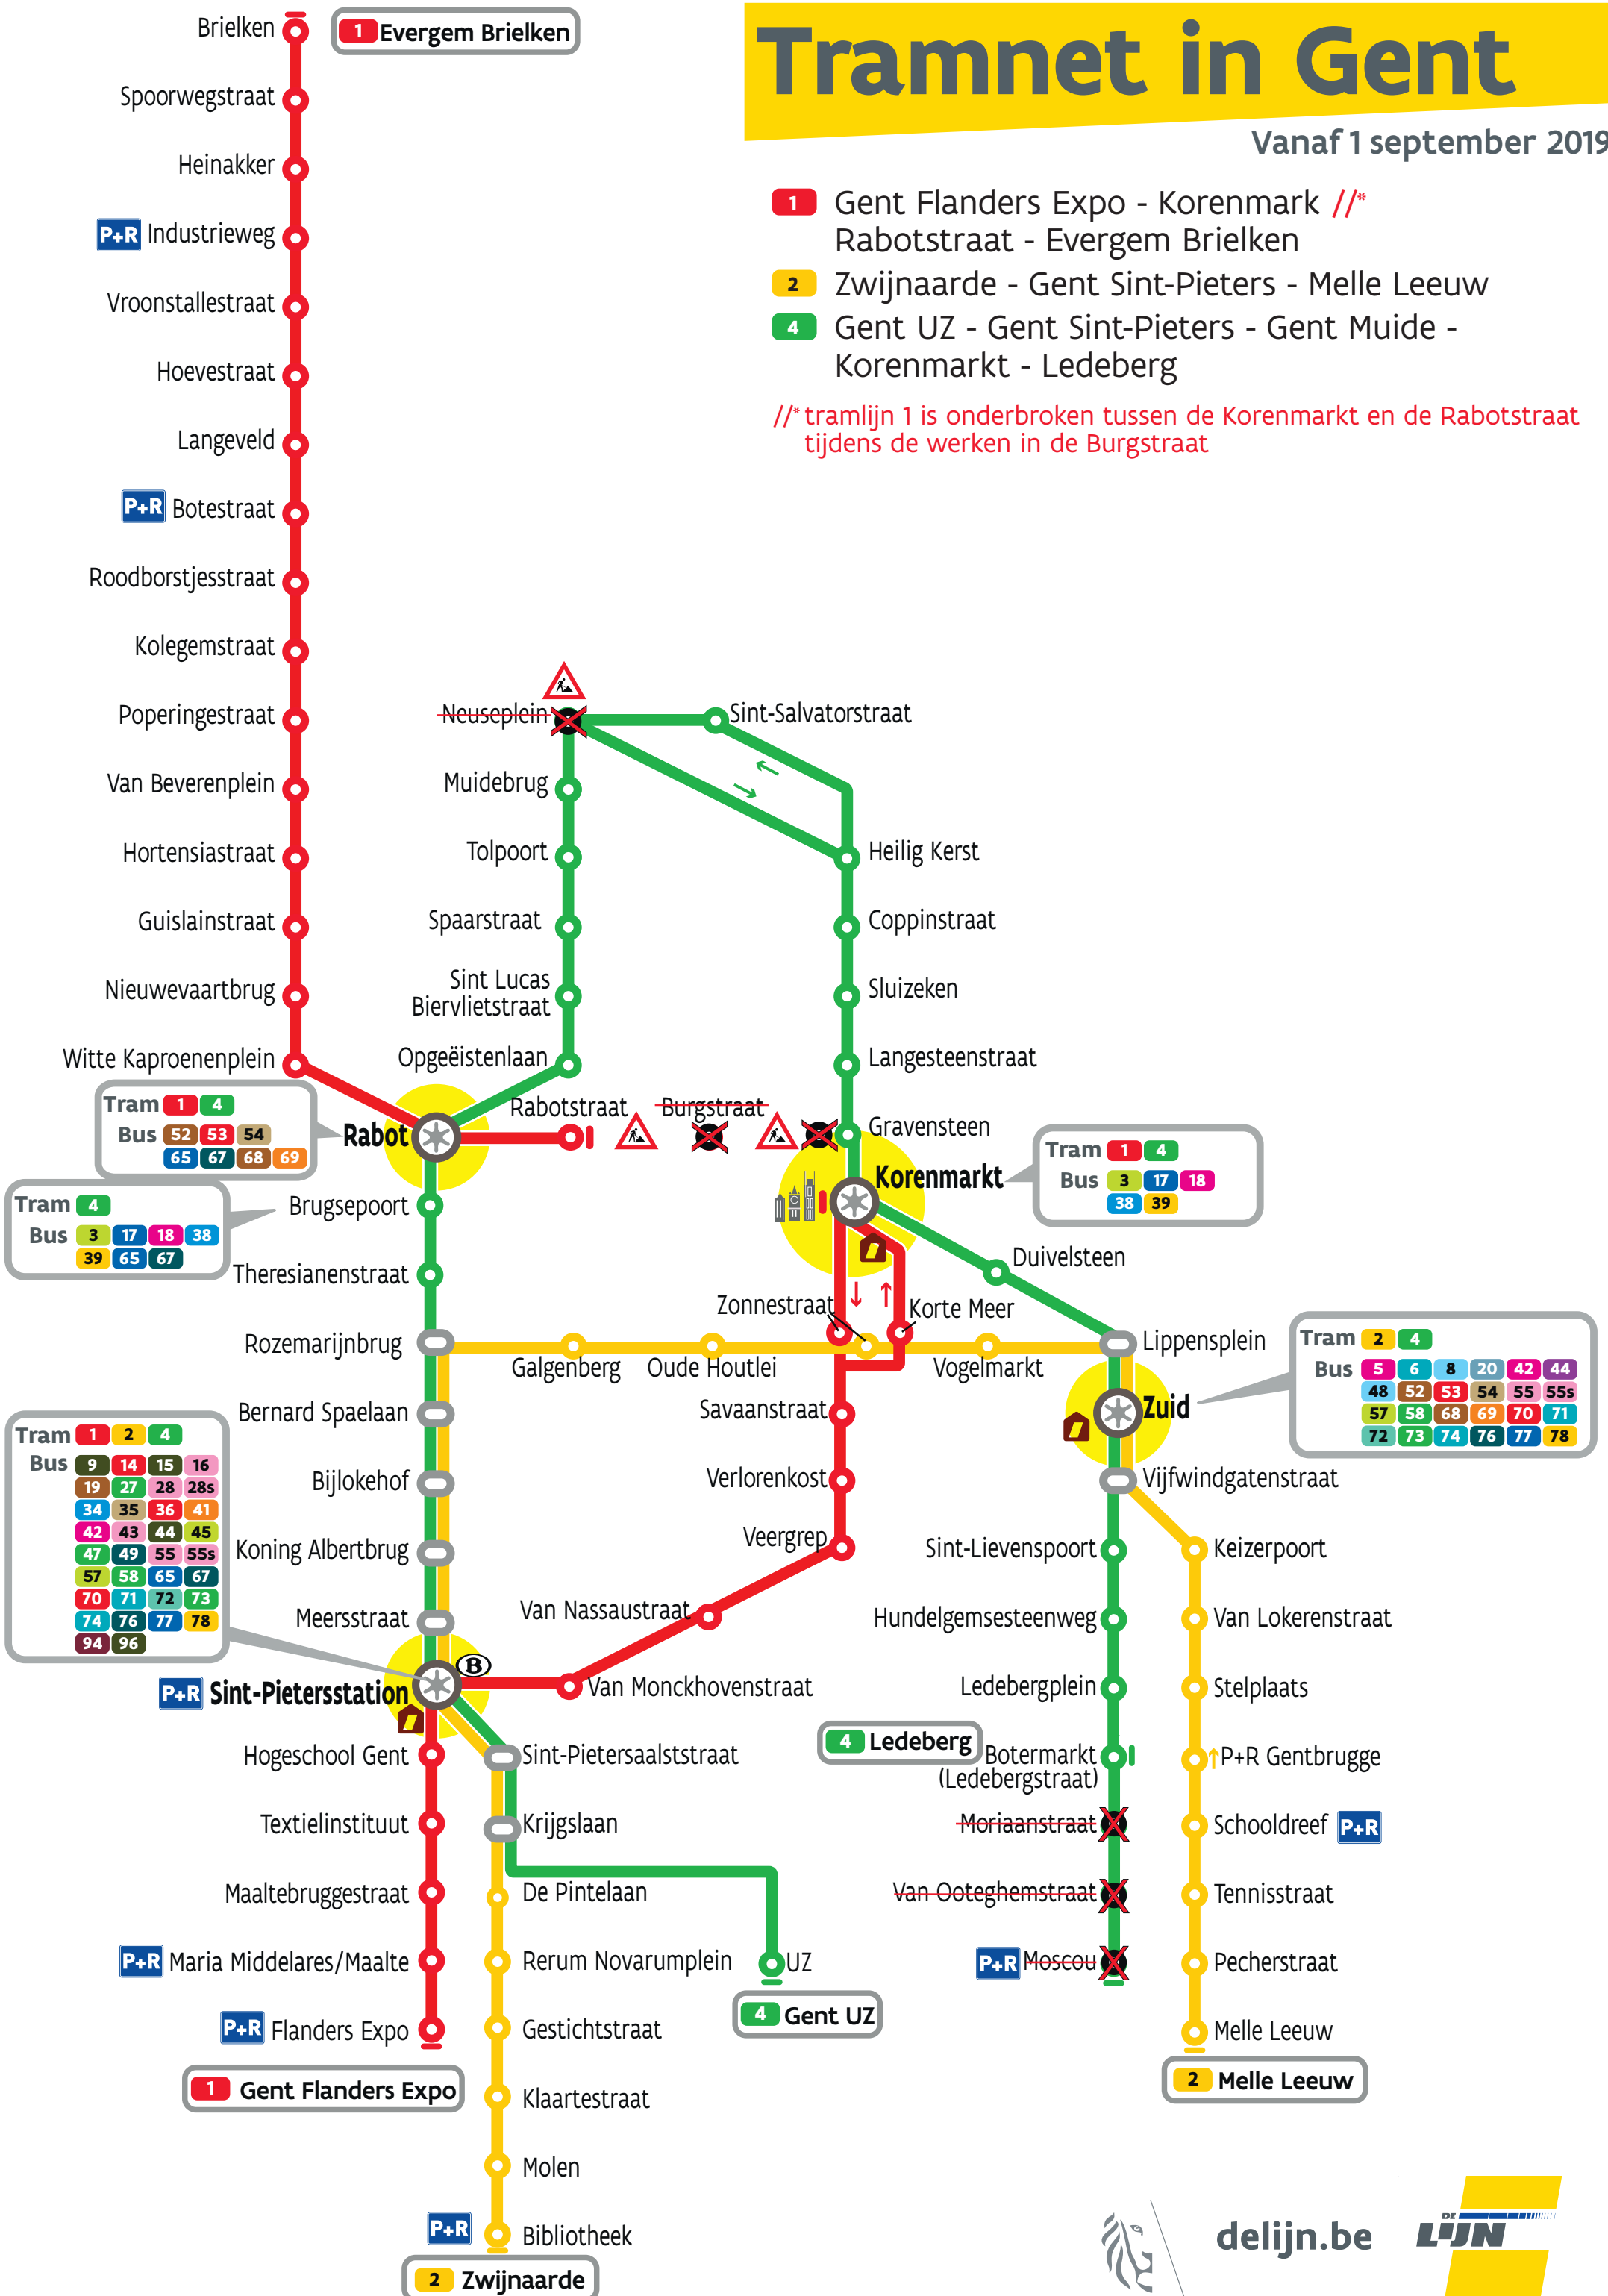 Tramnet in Gent
Vanaf 1 september 2019
1 Gent Flanders Expo - Korenmark //*
Rabotstraat - Evergem Brielken
2 Zwijnaarde - Gent Sint-Pieters - Melle Leeuw
4 Gent UZ - Gent Sint-Pieters - Gent Muide -
Korenmarkt - Ledeberg
//* tramlijn 1 is onderbroken tussen de Korenmarkt en de Rabotstraat
tijdens de werken in de Burgstraat
1 Evergem Brielken
Brielken
Spoorwegstraat
Heinakker
P+R Industrieweg
Vroonstallestraat
Hoevestraat
Langeveld
P+R Botestraat
Roodborstjesstraat
Kolegemstraat
Poperingestraat
Van Beverenplein
Hortensiastraat
Guislainstraat
Nieuwevaartbrug
Witte Kaproenenplein
Neuseplein
Muidebrug
Tolpoort
Spaarstraat
Sint Lucas
Biervlietstraat
Opgeëistenlaan
Sint-Salvatorstraat
Heilig Kerst
Coppinstraat
Sluizeken
Langesteenstraat
Gravensteen
Rabotstraat
Burgstraat
Tram 1 4
Bus 52 53 54
65 67 68 69
Rabot
Korenmarkt
Tram 1 4
Bus 3 17 18
38 39
Tram 4
Bus 3 17 18 38
39 65 67
Brugsepoort
Theresianenstraat
Rozemarijnbrug
Bernard Spaelaan
Bijlokehof
Koning Albertbrug
Meersstraat
Galgenberg
Oude Houtlei
Zonnestraat
Korte Meer
Vogelmarkt
Duivelsteen
Lippensplein
Zuid
Vijfwindgatenstraat
Tram 2 4
Bus 5 6 8 20 42 44
48 52 53 54 55 55s
57 58 68 69 70 71
72 73 74 76 77 78
Savaanstraat
Verlorenkost
Veergrep
Van Nassaustraat
Van Monckhovenstraat
Tram 1 2 4
Bus 9 14 15 16
19 27 28 28s
34 35 36 41
42 43 44 45
47 49 55 55s
57 58 65 67
70 71 72 73
74 76 77 78
94 96
B
P+R Sint-Pietersstation
Hogeschool Gent
Textielinstituut
Maaltebruggestraat
P+R Maria Middelares/Maalte
P+R Flanders Expo
1 Gent Flanders Expo
Sint-Pietersaalststraat
Krijgslaan
De Pintelaan
Rerum Novarumplein
Gestichtstraat
Klaartestraat
Molen
P+R Bibliotheek
2 Zwijnaarde
UZ
4 Gent UZ
Sint-Lievenspoort
Hundelgemsesteenweg
Ledebergplein
4 Ledeberg
Botermarkt
(Ledebergstraat)
Moriaanstraat
Van Ooteghemstraat
P+R Moscou
Keizerpoort
Van Lokerenstraat
Stelplaats
P+R Gentbrugge
Schooldreef P+R
Tennisstraat
Pecherstraat
Melle Leeuw
2 Melle Leeuw
delijn.be
DE LIJN